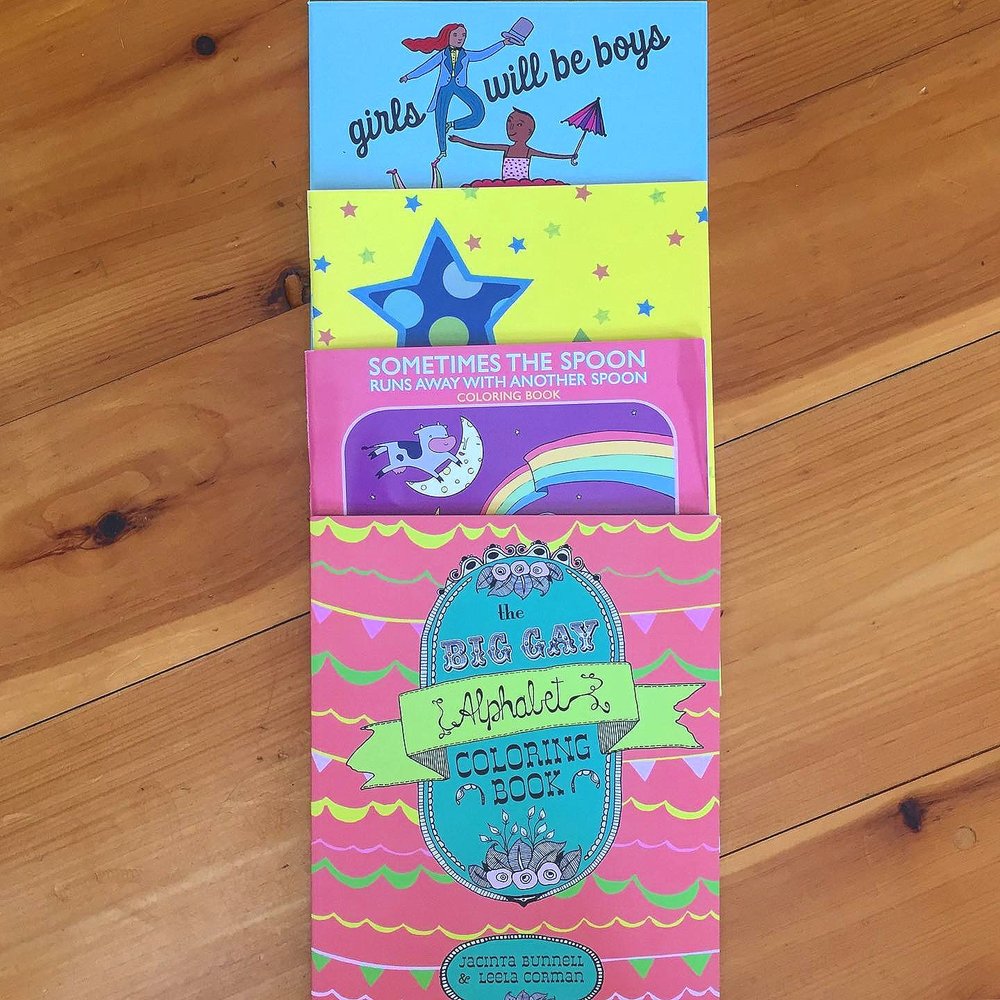 girls will be boys
SOMETIMES THE SPOON
RUNS AWAY WITH ANOTHER SPOON
COLORING BOOK
the
BIG GAY
Alphabet
COLORING
BOOK
JACINTA BUNNELL
& LEELA CORMAN